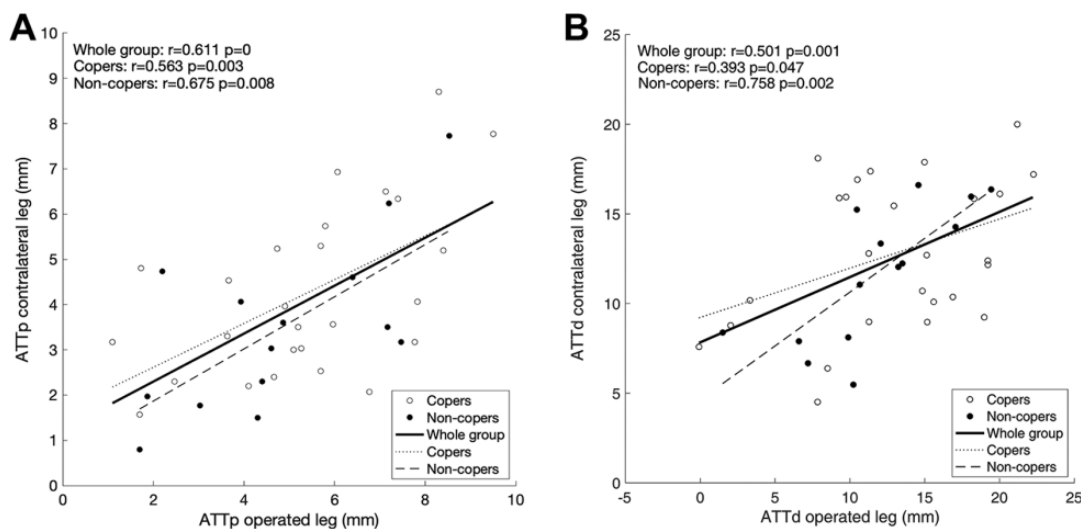 A
Whole group: r=0.611 p=0
Copers: r=0.563 p=0.003
Non-copers: r=0.675 p=0.008
ATTp contralateral leg (mm)
10
9
8
7
6
5
4
3
2
1
0
0
2
4
6
8
10
ATTp operated leg (mm)
Copers
Non-copers
Whole group
Copers
Non-copers
B
Whole group: r=0.501 p=0.001
Copers: r=0.393 p=0.047
Non-copers: r=0.758 p=0.002
ATTd contralateral leg (mm)
25
20
15
10
5
0
-5
0
5
10
15
20
25
ATTd operated leg (mm)
Copers
Non-copers
Whole group
Copers
Non-copers